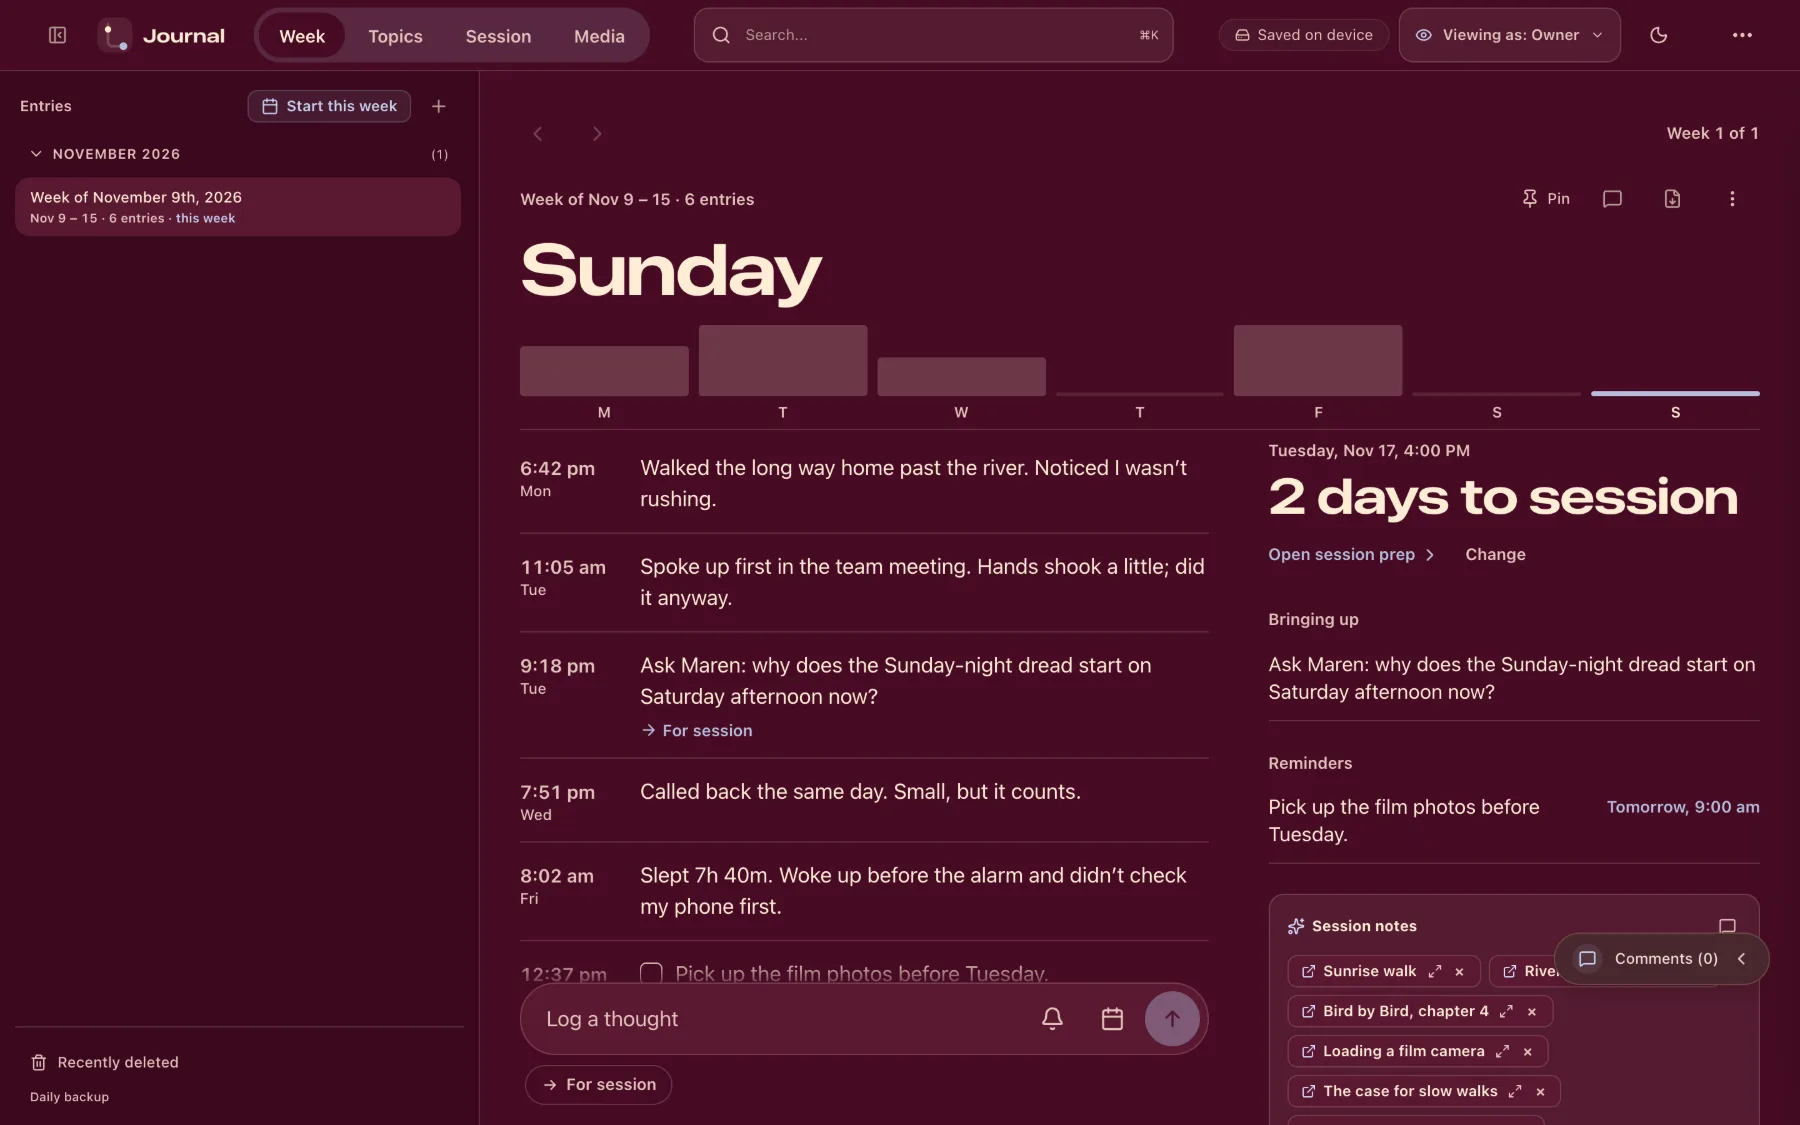 Journal
Week Topics Session Media
Search... ⌘K
Saved on device
Viewing as: Owner
Entries
Start this week
NOVEMBER 2026 (1)
Week of November 9th, 2026
Nov 9 – 15 · 6 entries · this week
Recently deleted
Daily backup
Week 1 of 1
Week of Nov 9 – 15 · 6 entries
Pin
Sunday
M T W T F S S
6:42 pm
Mon
Walked the long way home past the river. Noticed I wasn’t
rushing.
11:05 am
Tue
Spoke up first in the team meeting. Hands shook a little; did
it anyway.
9:18 pm
Tue
Ask Maren: why does the Sunday-night dread start on
Saturday afternoon now?
→ For session
7:51 pm
Wed
Called back the same day. Small, but it counts.
8:02 am
Fri
Slept 7h 40m. Woke up before the alarm and didn’t check
my phone first.
12:37 pm
Pick up the film photos before Tuesday.
Log a thought
→ For session
Tuesday, Nov 17, 4:00 PM
2 days to session
Open session prep
Change
Bringing up
Ask Maren: why does the Sunday-night dread start on
Saturday afternoon now?
Reminders
Pick up the film photos before
Tuesday.
Tomorrow, 9:00 am
Session notes
Sunrise walk
Comments (0)
Bird by Bird, chapter 4
Loading a film camera
The case for slow walks